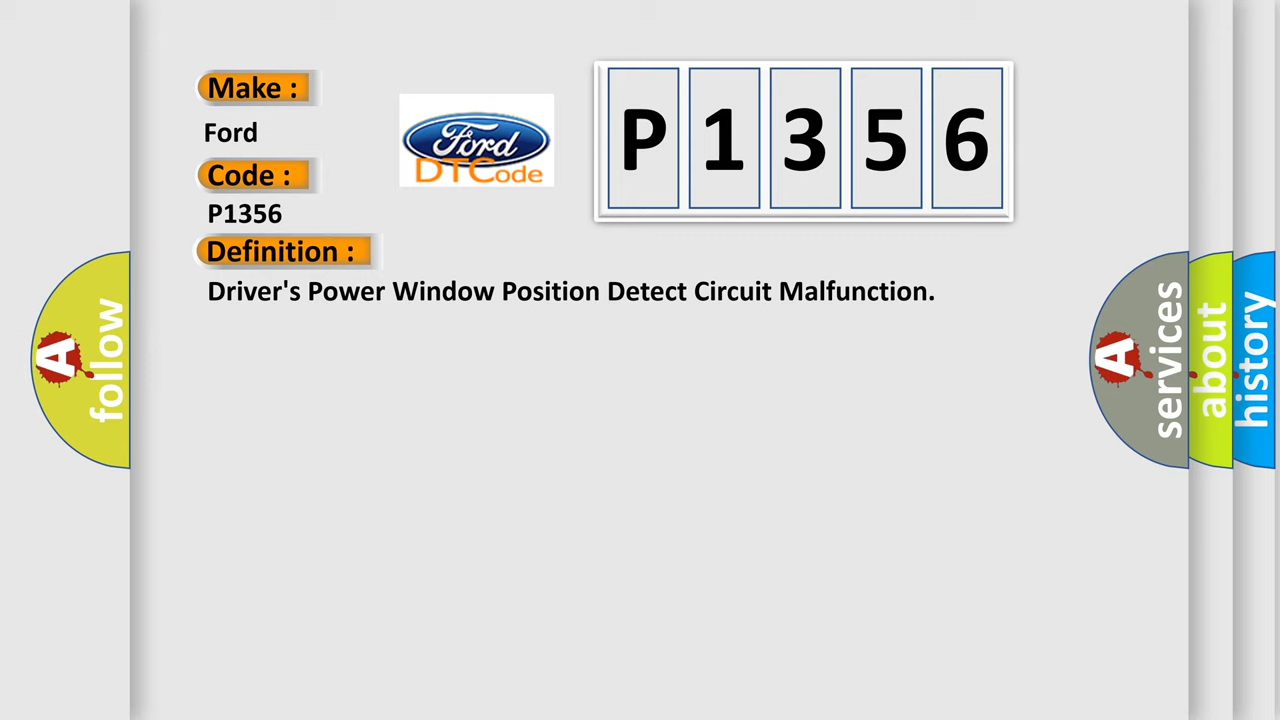 Make :
Ford
Code :
P1356
Definition :
Driver's Power Window Position Detect Circuit Malfunction.
Ford
DTCode
P 1 3 5 6
A follow
A services
about
history